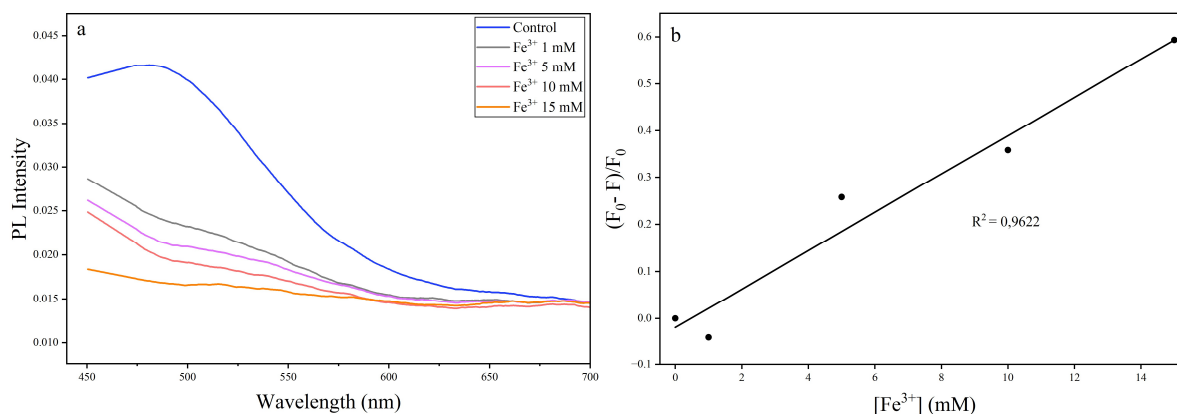 a
Control
Fe³⁺ 1 mM
Fe³⁺ 5 mM
Fe³⁺ 10 mM
Fe³⁺ 15 mM
0.045
0.040
0.035
0.030
0.025
0.020
0.015
0.010
PL Intensity
450 500 550 600 650 700
Wavelength (nm)
b
0.6
0.5
0.4
0.3
0.2
0.1
0.0
−0.1
(F₀- F)/F₀
R² = 0,9622
0 2 4 6 8 10 12 14
[Fe³⁺] (mM)